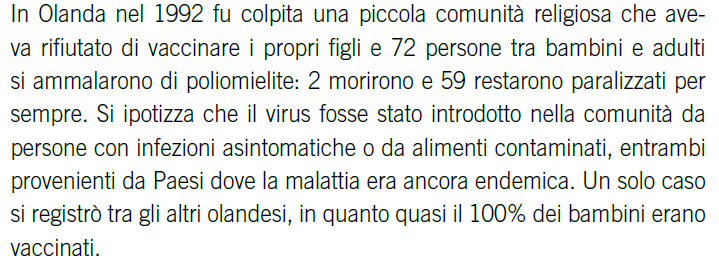 In Olanda nel 1992 fu colpita una piccola comunità religiosa che ave-
va rifiutato di vaccinare i propri figli e 72 persone tra bambini e adulti
si ammalarono di poliomielite: 2 morirono e 59 restarono paralizzati per
sempre. Si ipotizza che il virus fosse stato introdotto nella comunità da
persone con infezioni asintomatiche o da alimenti contaminati, entrambi
provenienti da Paesi dove la malattia era ancora endemica. Un solo caso
si registrò tra gli altri olandesi, in quanto quasi il 100% dei bambini erano
vaccinati.